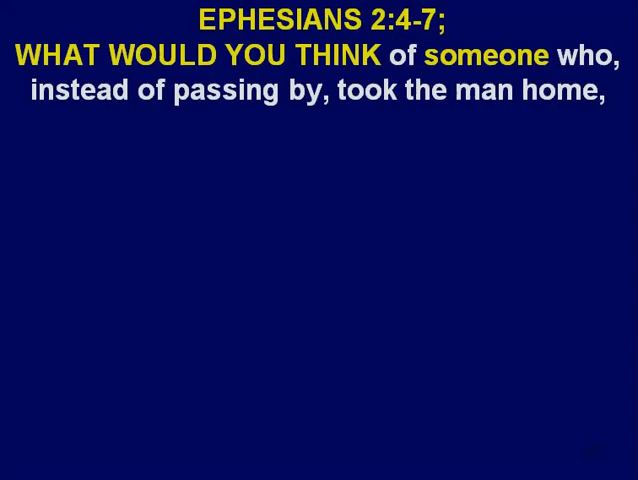 EPHESIANS 2:4-7;
WHAT WOULD YOU THINK of someone who,
instead of passing by, took the man home,